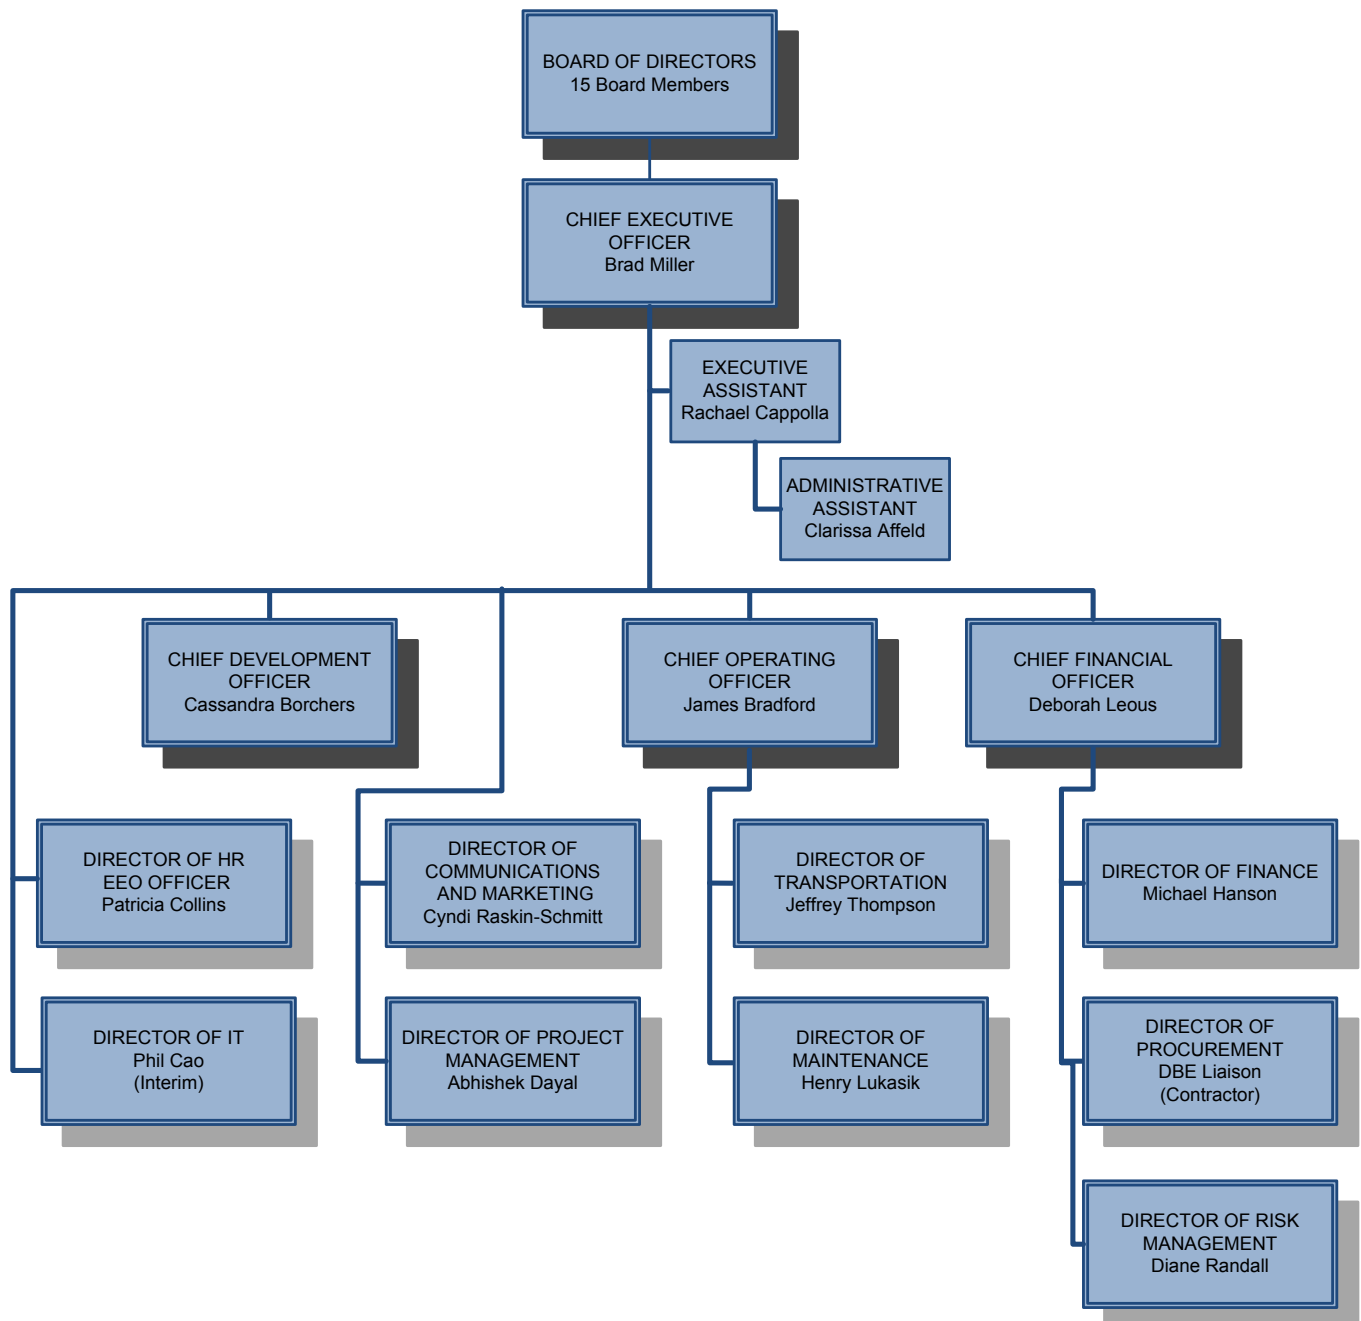 BOARD OF DIRECTORS
15 Board Members
CHIEF EXECUTIVE
OFFICER
Brad Miller
EXECUTIVE
ASSISTANT
Rachael Cappolla
ADMINISTRATIVE
ASSISTANT
Clarissa Affeld
CHIEF DEVELOPMENT
OFFICER
Cassandra Borchers
CHIEF OPERATING
OFFICER
James Bradford
CHIEF FINANCIAL
OFFICER
Deborah Leous
DIRECTOR OF HR
EEO OFFICER
Patricia Collins
DIRECTOR OF
COMMUNICATIONS
AND MARKETING
Cyndi Raskin-Schmitt
DIRECTOR OF
TRANSPORTATION
Jeffrey Thompson
DIRECTOR OF FINANCE
Michael Hanson
DIRECTOR OF IT
Phil Cao
(Interim)
DIRECTOR OF PROJECT
MANAGEMENT
Abhishek Dayal
DIRECTOR OF
MAINTENANCE
Henry Lukasik
DIRECTOR OF
PROCUREMENT
DBE Liaison
(Contractor)
DIRECTOR OF RISK
MANAGEMENT
Diane Randall